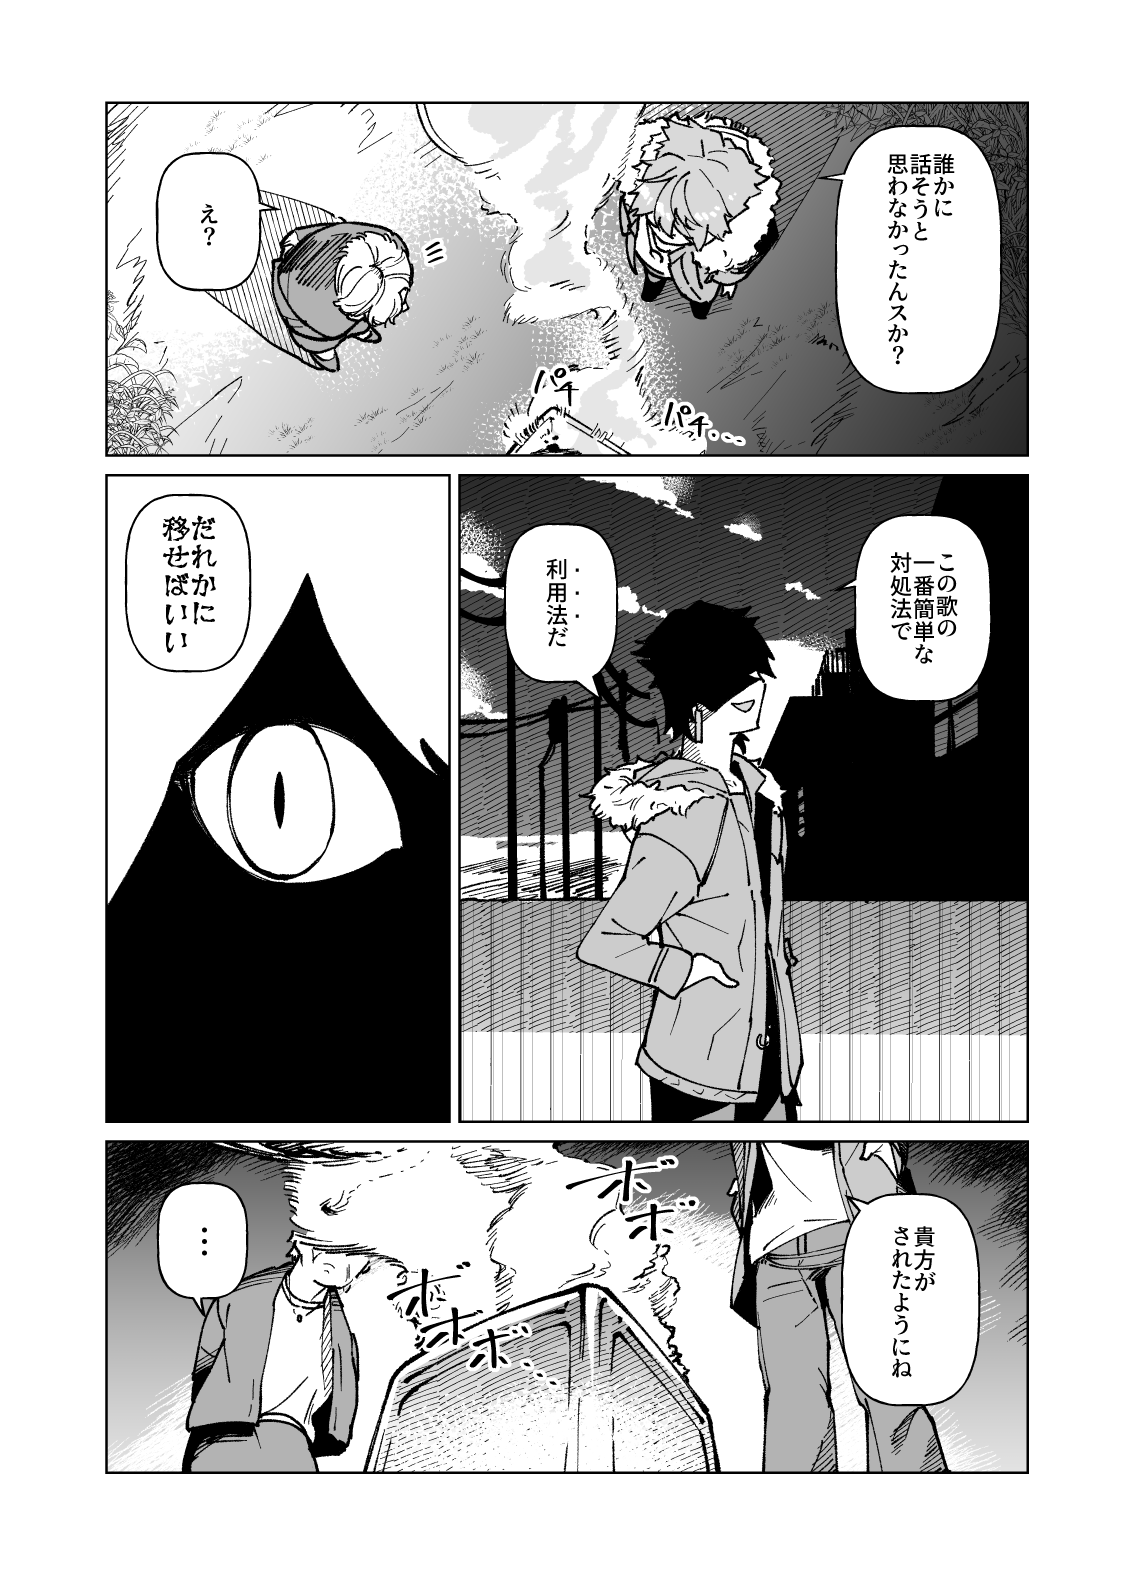 誰かに
話そうと
思わなかったんスか？
え？
パチ
パチ…
この歌の
一番簡単な
対処法で
・・・
利用法だ
だれかに
移せばいい
ボボ
貴方が
されたようにね
ボボボ…
…